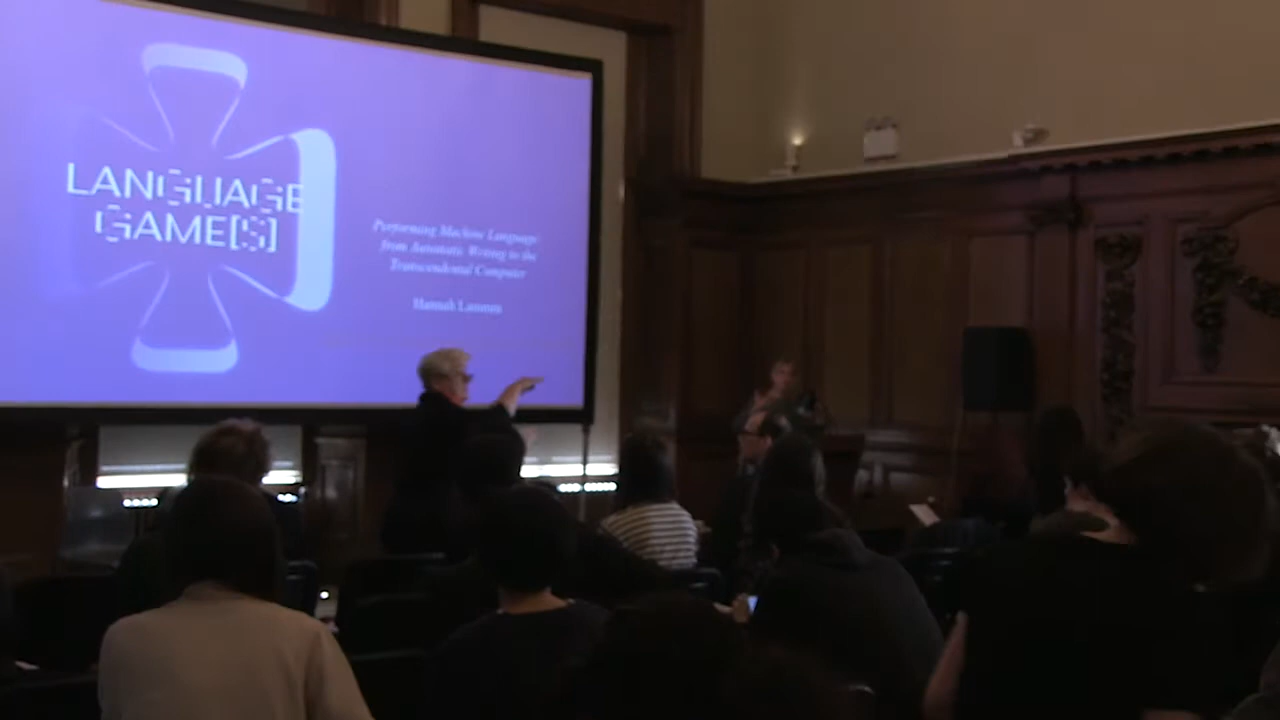 LANGUAGE
GAME[S]
Performing Machine Language:
from Automatic Writing to the
Transcendental Computer
Hannah